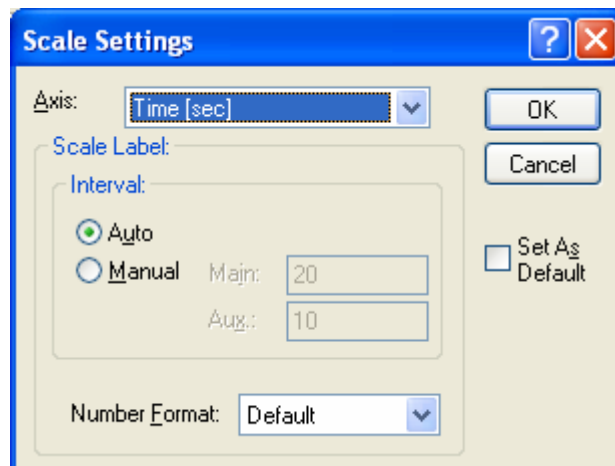 Scale Settings
Axis: Time [sec]
OK
Scale Label:
Cancel
Interval:
Auto
Set As
Default
Manual Main: 20
Aux.: 10
Number Format: Default